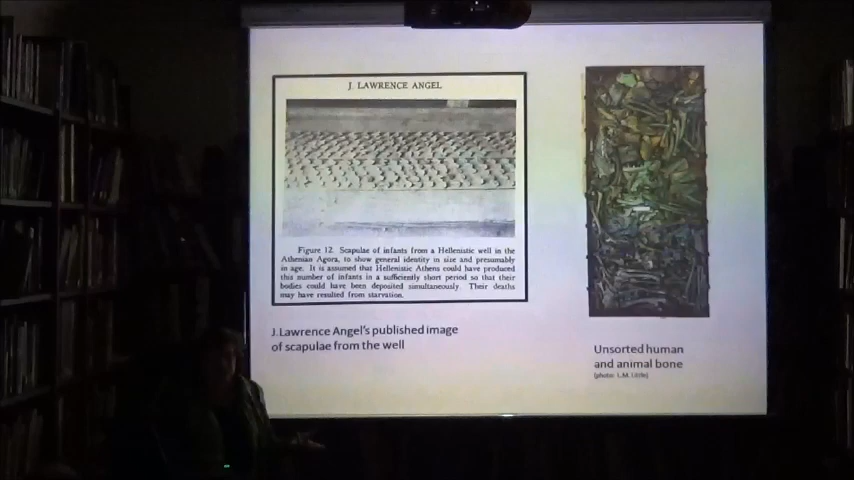 J. LAWRENCE ANGEL
Figure 12. Scapulae of infants from a Hellenistic well in the
Athenian Agora, to show general identity in size and presumably
in age. It is assumed that Hellenistic Athens could have produced
this number of infants in a sufficiently short period so that their
bodies could have been deposited simultaneously. Their deaths
may have resulted from starvation.
J.Lawrence Angel's published image
of scapulae from the well
Unsorted human
and animal bone
(photo: L.M. Little)